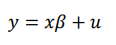 y = xβ + u